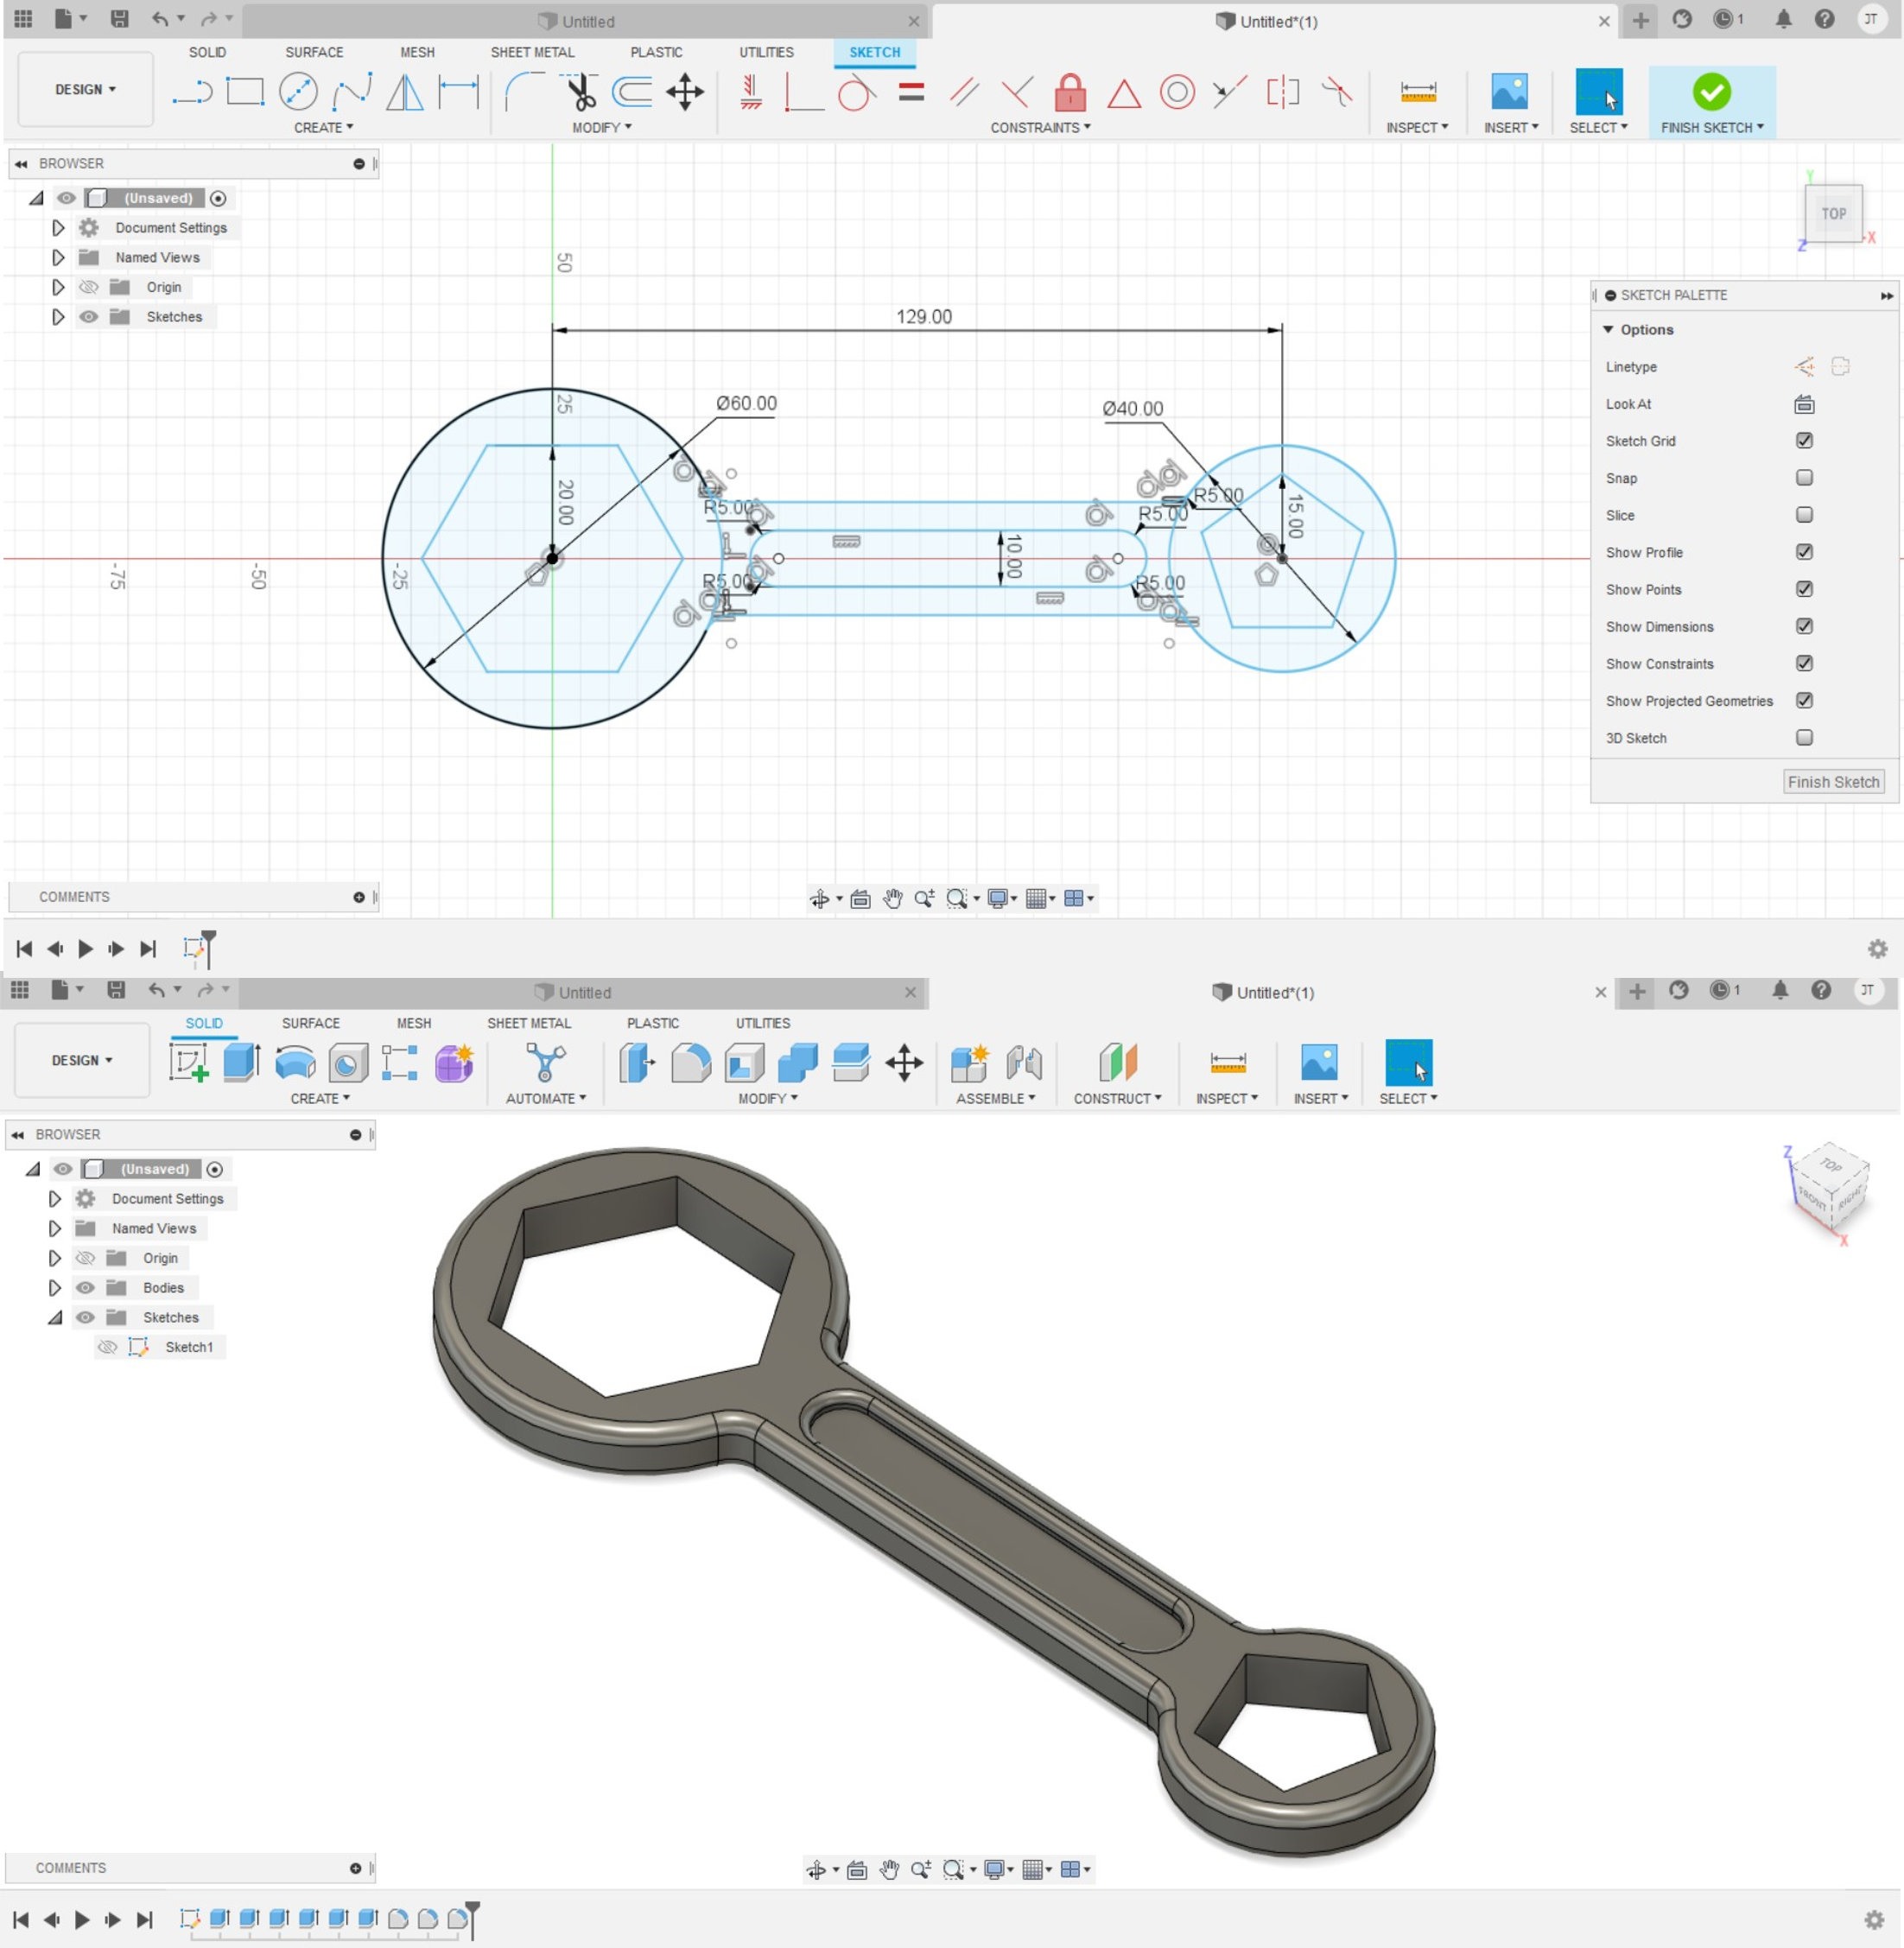 Untitled
Untitled*(1)
1
JT
DESIGN
SOLID
SURFACE
MESH
SHEET METAL
PLASTIC
UTILITIES
SKETCH
CREATE
MODIFY
CONSTRAINTS
INSPECT
INSERT
SELECT
FINISH SKETCH
BROWSER
(Unsaved)
Document Settings
Named Views
Origin
Sketches
Y
TOP
Z
X
50
25
-75
-50
-25
129.00
Ø60.00
Ø40.00
20.00
R5.00
R5.00
R5.00
15.00
10.00
R5.00
R5.00
SKETCH PALETTE
Options
Linetype
Look At
Sketch Grid
Snap
Slice
Show Profile
Show Points
Show Dimensions
Show Constraints
Show Projected Geometries
3D Sketch
Finish Sketch
COMMENTS
Untitled
Untitled*(1)
1
JT
DESIGN
SOLID
SURFACE
MESH
SHEET METAL
PLASTIC
UTILITIES
CREATE
AUTOMATE
MODIFY
ASSEMBLE
CONSTRUCT
INSPECT
INSERT
SELECT
BROWSER
(Unsaved)
Document Settings
Named Views
Origin
Bodies
Sketches
Sketch1
Z
TOP
FRONT
RIGHT
X
COMMENTS